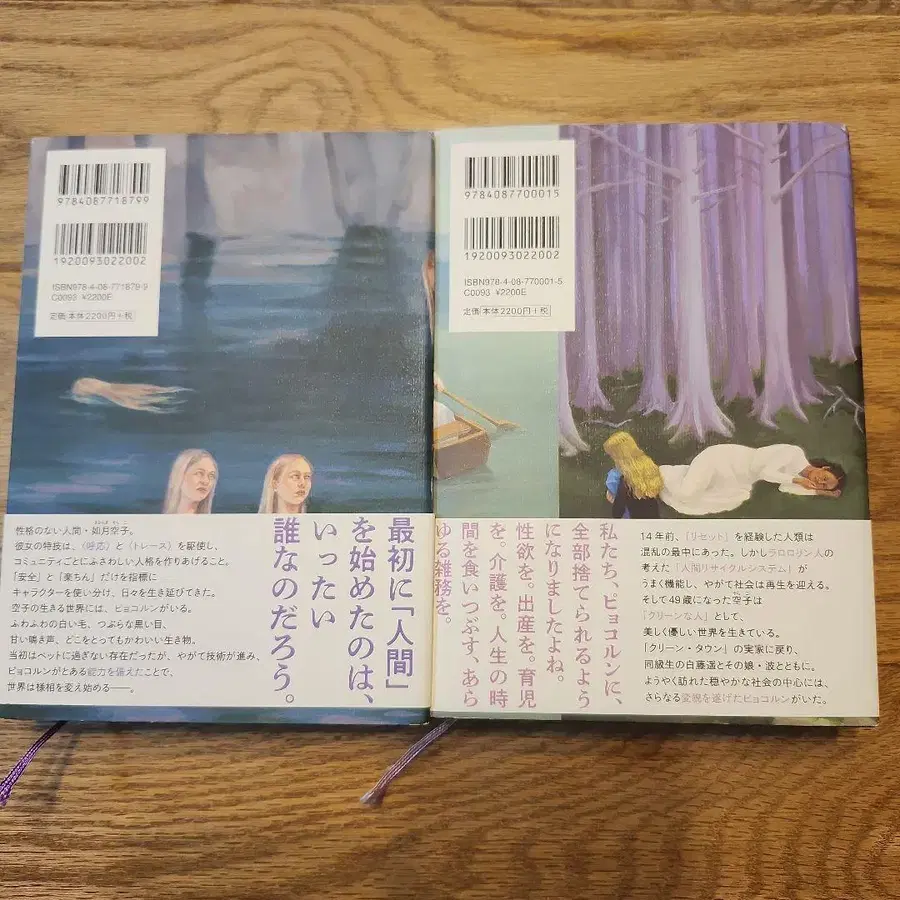 9784087718799
1920093022002
ISBN978-4-08-771879-9
C0093 ¥2200E
定価 本体2200円+税
性格のない人間・如月空子。
彼女の特技は、〈呼応〉と〈トレース〉を駆使し、
コミュニティごとにふさわしい人格を作りあげること。
「安全」と「楽ちん」だけを指標に
キャラクターを使い分け、日々を生き延びてきた。
空子の生きる世界には、ピョコルンがいる。
ふわふわの白い毛、つぶらな黒い目、
甘い鳴き声、どこをとってもかわいい生き物。
当初はペットに過ぎない存在だったが、やがて技術が進み、
ピョコルンがとある能力を備えたことで、
世界は様相を変え始める――。
最初に「人間」
を始めたのは、
いったい
誰なのだろう。
9784087700015
1920093022002
ISBN978-4-08-770001-5
C0093 ¥2200E
定価 本体2200円+税
私たち、ピョコルンに、
全部捨てられるよう
になりましたよね。
性欲を。出産を。育児
を。介護を。人生の時
間を食いつぶす、あら
ゆる雑務を。
14年前、「リセット」を経験した人類は
混乱の最中にあった。しかしラロロリン人の
考えた「人間リサイクルシステム」が
うまく機能し、やがて社会は再生を迎える。
そして49歳になった空子は
「クリーンな人」として、
美しく優しい世界を生きている。
「クリーン・タウン」の実家に戻り、
同級生の白藤遥とその娘・波とともに。
ようやく訪れた穏やかな社会の中心には、
さらなる変貌を遂げたピョコルンがいた。